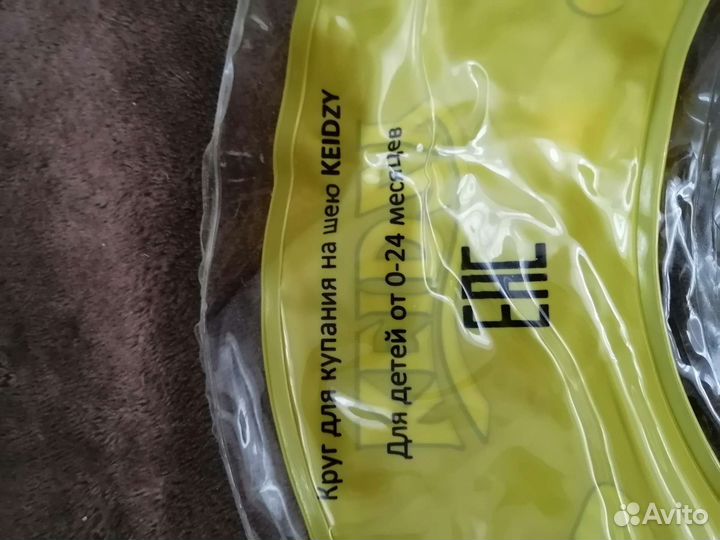 Круг для купания на шею KEIDZY
Для детей от 0-24 месяцев
EAC
Avito